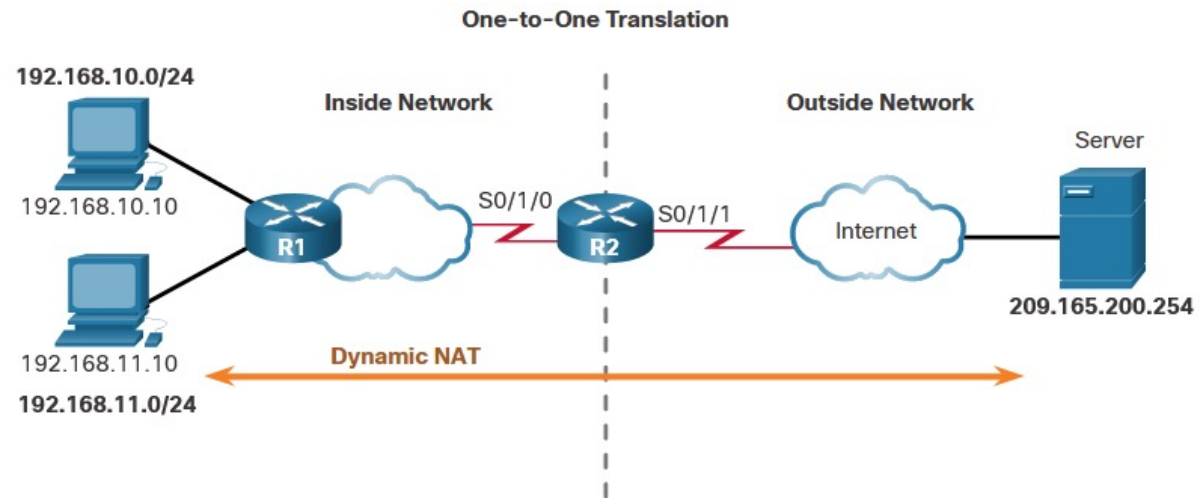 One-to-One Translation
192.168.10.0/24
Inside Network
Outside Network
Server
192.168.10.10
S0/1/0
S0/1/1
R1
R2
Internet
209.165.200.254
192.168.11.10
Dynamic NAT
192.168.11.0/24